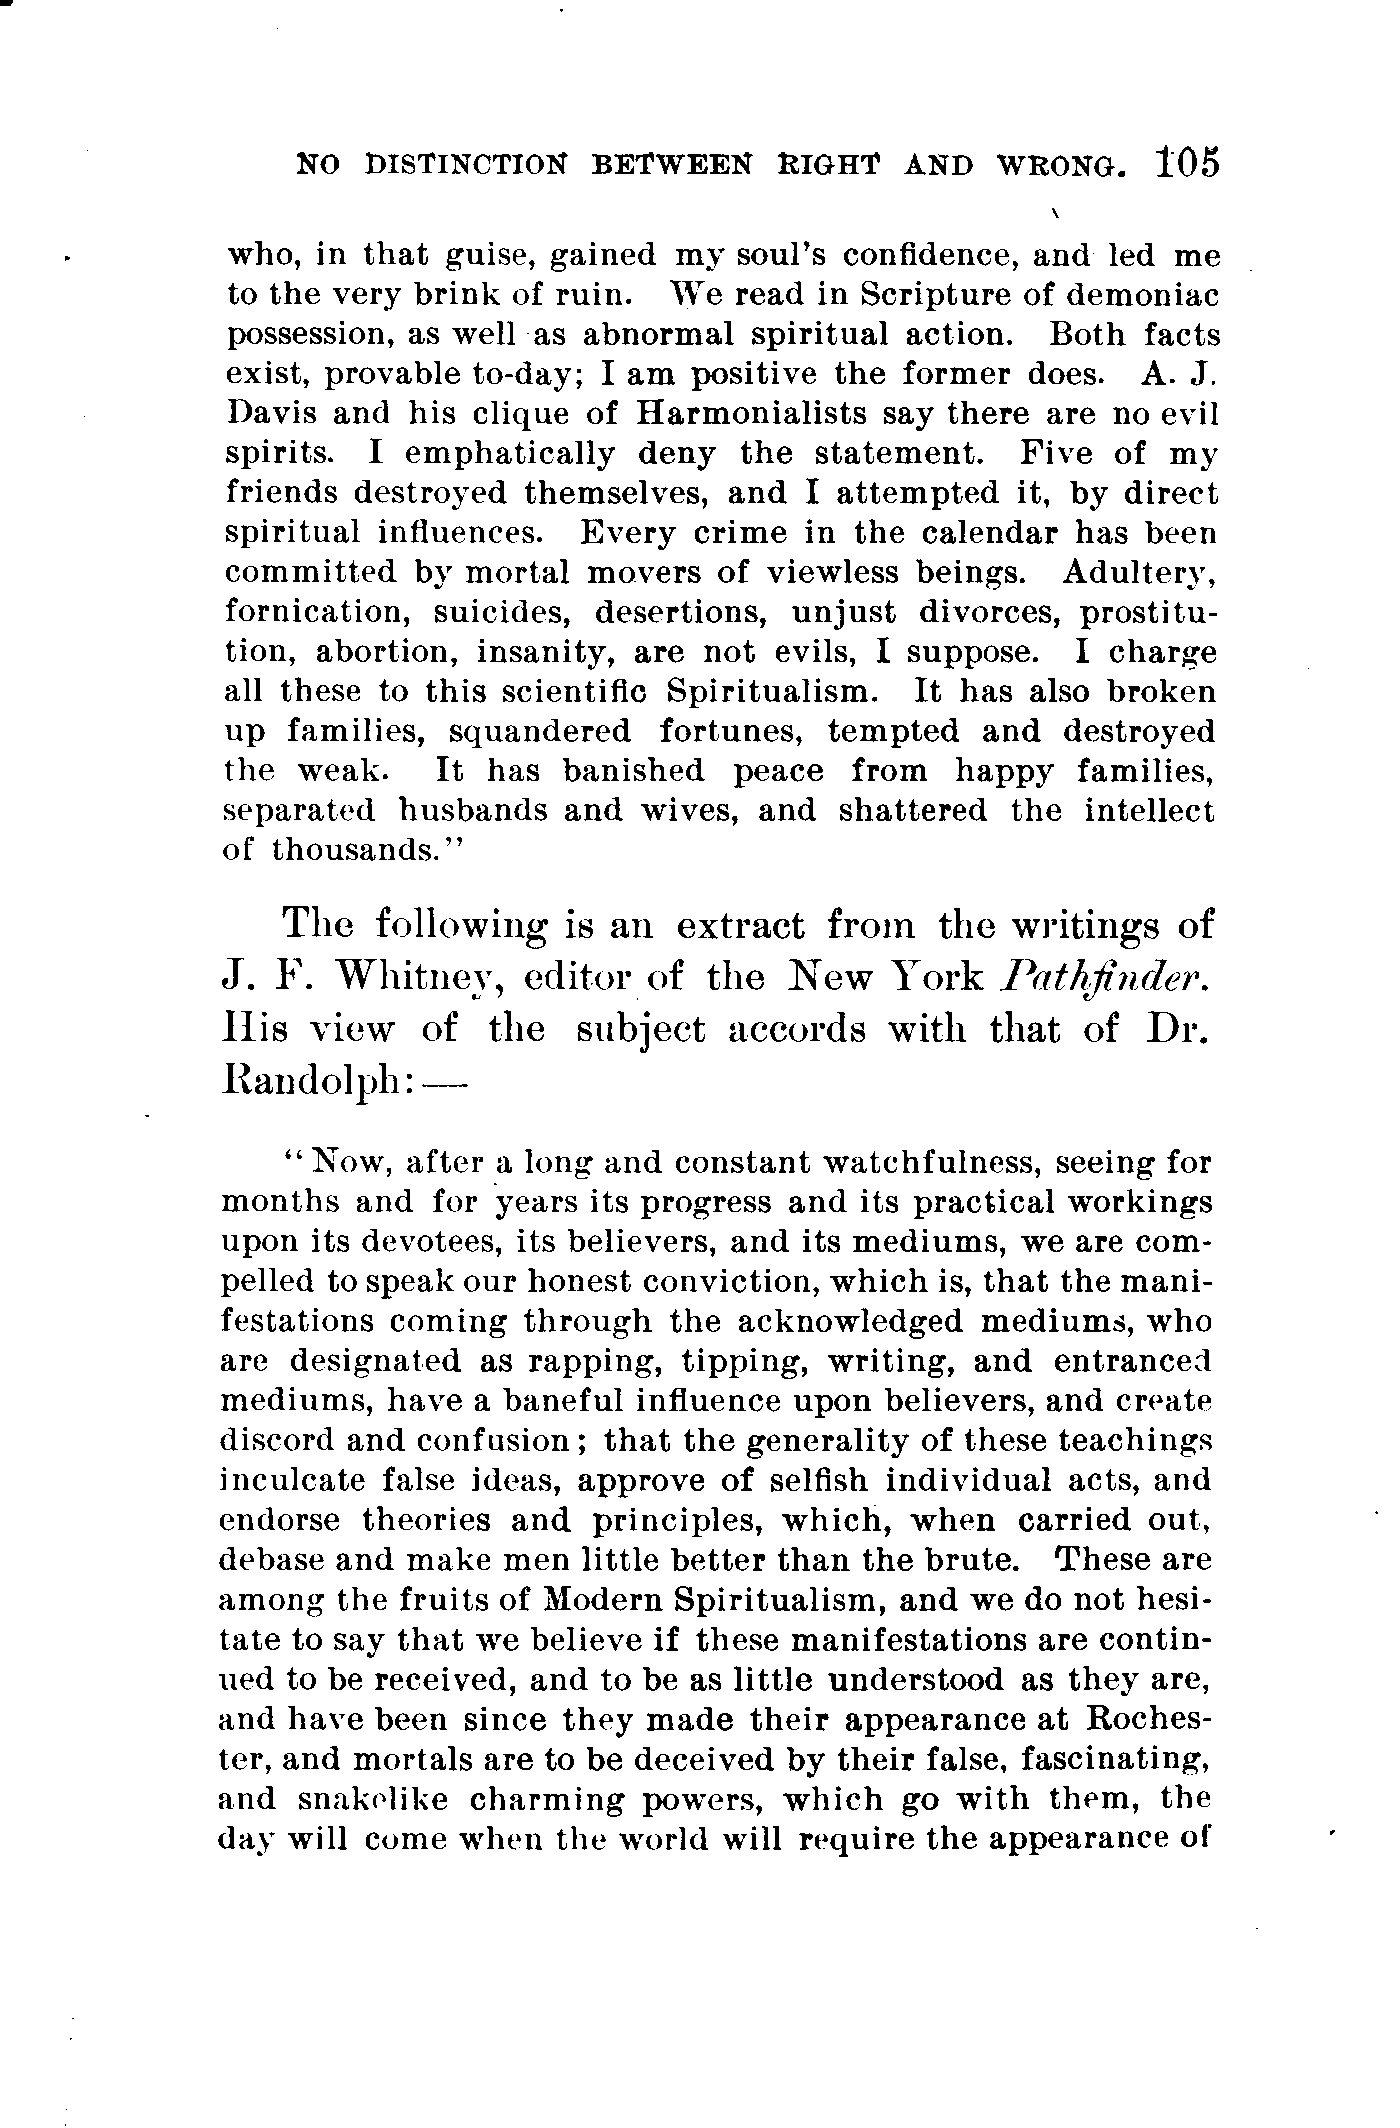 NO DISTINCTION BETWEEN RIGHT AND WRONG. 105
who, in that guise, gained my soul's confidence, and led me
to the very brink of ruin. We read in Scripture of demoniac
possession, as well as abnormal spiritual action. Both facts
exist, provable to-day; I am positive the former does. A. J.
Davis and his clique of Harmonialists say there are no evil
spirits. I emphatically deny the statement. Five of my
friends destroyed themselves, and I attempted it, by direct
spiritual influences. Every crime in the calendar has been
committed by mortal movers of viewless beings. Adultery,
fornication, suicides, desertions, unjust divorces, prostitu-
tion, abortion, insanity, are not evils, I suppose. I charge
all these to this scientific Spiritualism. It has also broken
up families, squandered fortunes, tempted and destroyed
the weak. It has banished peace from happy families,
separated husbands and wives, and shattered the intellect
of thousands."
The following is an extract from the writings of
J. F. Whitney, editor of the New York Pathfinder.
His view of the subject accords with that of Dr.
Randolph: —
"Now, after a long and constant watchfulness, seeing for
months and for years its progress and its practical workings
upon its devotees, its believers, and its mediums, we are com-
pelled to speak our honest conviction, which is, that the mani-
festations coming through the acknowledged mediums, who
are designated as rapping, tipping, writing, and entranced
mediums, have a baneful influence upon believers, and create
discord and confusion; that the generality of these teachings
inculcate false ideas, approve of selfish individual acts, and
endorse theories and principles, which, when carried out,
debase and make men little better than the brute. These are
among the fruits of Modern Spiritualism, and we do not hesi-
tate to say that we believe if these manifestations are contin-
ued to be received, and to be as little understood as they are,
and have been since they made their appearance at Roches-
ter, and mortals are to be deceived by their false, fascinating,
and snakelike charming powers, which go with them, the
day will come when the world will require the appearance of